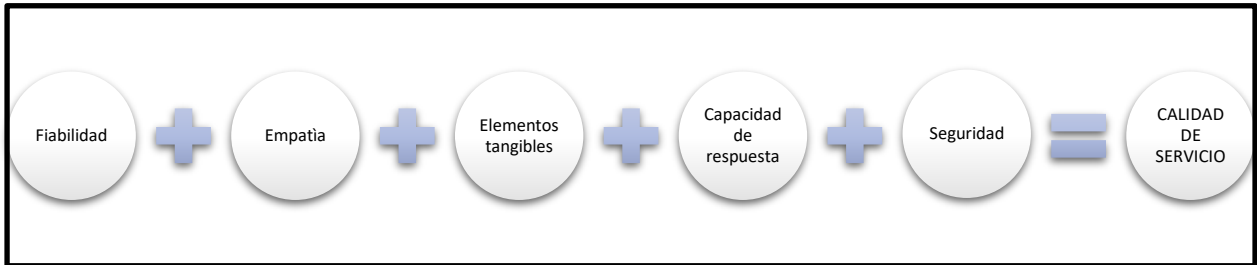 Fiabilidad
Empatìa
Elementos
tangibles
Capacidad
de
respuesta
Seguridad
CALIDAD
DE
SERVICIO